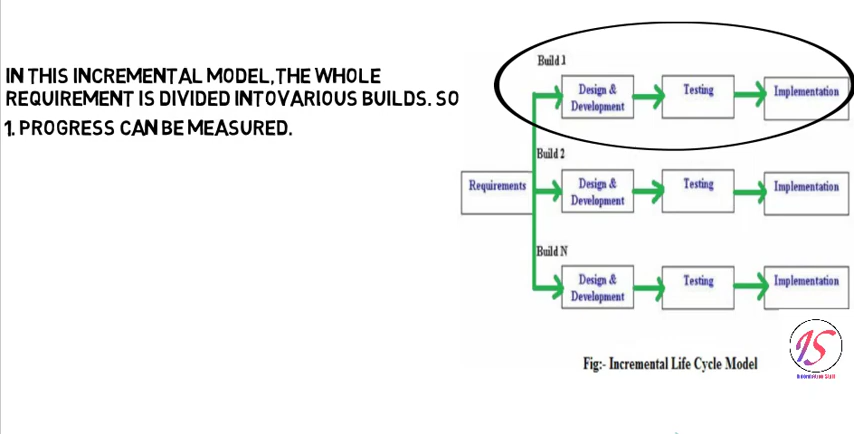 IN THIS INCREMENTAL MODEL,THE WHOLE
REQUIREMENT IS DIVIDED INTOVARIOUS BUILDS. SO
1. PROGRESS CAN BE MEASURED.
Build 1
Design &
Development
Testing
Implementation
Build 2
Requirements
Design &
Development
Testing
Implementation
Build N
Design &
Development
Testing
Implementation
Fig:- Incremental Life Cycle Model
IS